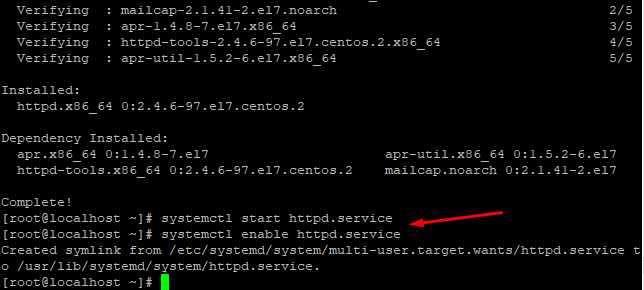 Verifying  : mailcap-2.1.41-2.el7.noarch                                  2/5
Verifying  : apr-1.4.8-7.el7.x86_64                                       3/5
Verifying  : httpd-tools-2.4.6-97.el7.centos.2.x86_64                     4/5
Verifying  : apr-util-1.5.2-6.el7.x86_64                                  5/5
Installed:
httpd.x86_64 0:2.4.6-97.el7.centos.2
Dependency Installed:
apr.x86_64 0:1.4.8-7.el7                      apr-util.x86_64 0:1.5.2-6.el7
httpd-tools.x86_64 0:2.4.6-97.el7.centos.2    mailcap.noarch 0:2.1.41-2.el7
Complete!
[root@localhost ~]# systemctl start httpd.service
[root@localhost ~]# systemctl enable httpd.service
Created symlink from /etc/systemd/system/multi-user.target.wants/httpd.service t
o /usr/lib/systemd/system/httpd.service.
[root@localhost ~]#